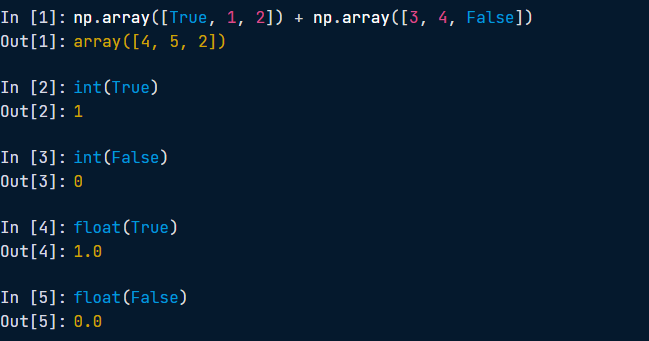 In [1]: np.array([True, 1, 2]) + np.array([3, 4, False])
Out[1]: array([4, 5, 2])
In [2]: int(True)
Out[2]: 1
In [3]: int(False)
Out[3]: 0
In [4]: float(True)
Out[4]: 1.0
In [5]: float(False)
Out[5]: 0.0